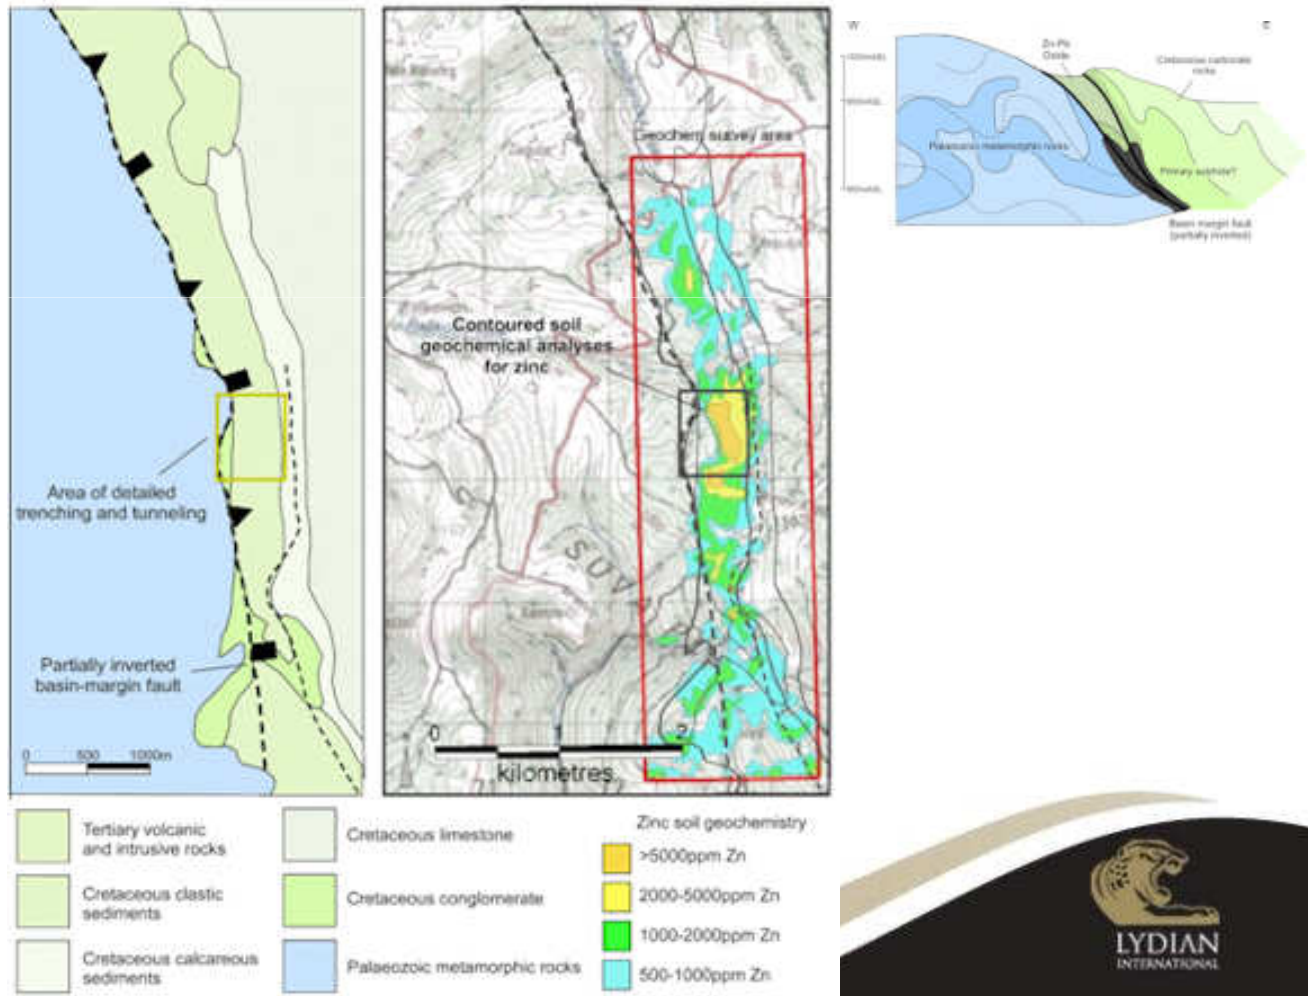 Area of detailed
trenching and tunneling
Partially inverted
basin-margin fault
0 500 1000m
Geochem survey area
Contoured soil
geochemical analyses
for zinc
SUV
0 2
kilometres
W E
Zn-Pb
Oxide
Cretaceous carbonate
rocks
Palaeozoic metamorphic rocks
Primary sulphide?
Basin margin fault
(partially inverted)
Tertiary volcanic
and intrusive rocks
Cretaceous clastic
sediments
Cretaceous calcareous
sediments
Cretaceous limestone
Cretaceous conglomerate
Palaeozoic metamorphic rocks
Zinc soil geochemistry
>5000ppm Zn
2000-5000ppm Zn
1000-2000ppm Zn
500-1000ppm Zn
LYDIAN
INTERNATIONAL